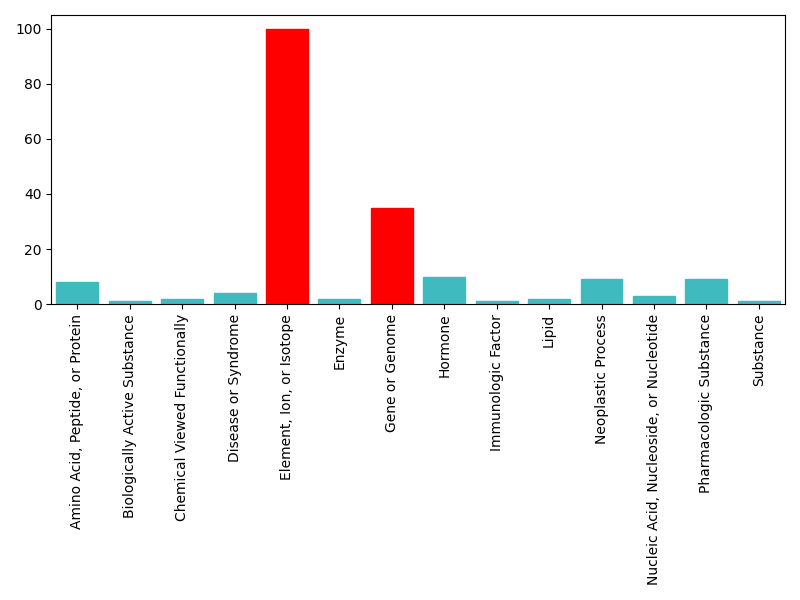 100
80
60
40
20
0
Amino Acid, Peptide, or Protein
Biologically Active Substance
Chemical Viewed Functionally
Disease or Syndrome
Element, Ion, or Isotope
Enzyme
Gene or Genome
Hormone
Immunologic Factor
Lipid
Neoplastic Process
Nucleic Acid, Nucleoside, or Nucleotide
Pharmacologic Substance
Substance